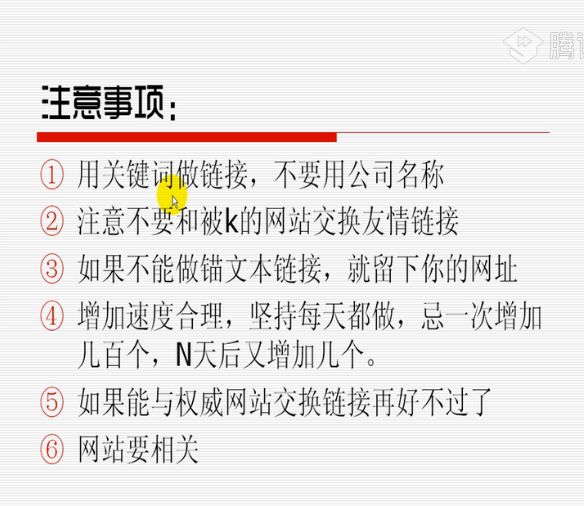 腾讯
注意事项：
① 用关键词做链接，不要用公司名称
② 注意不要和被k的网站交换友情链接
③ 如果不能做锚文本链接，就留下你的网址
④ 增加速度合理，坚持每天都做，忌一次增加
几百个，N天后又增加几个。
⑤ 如果能与权威网站交换链接再好不过了
⑥ 网站要相关